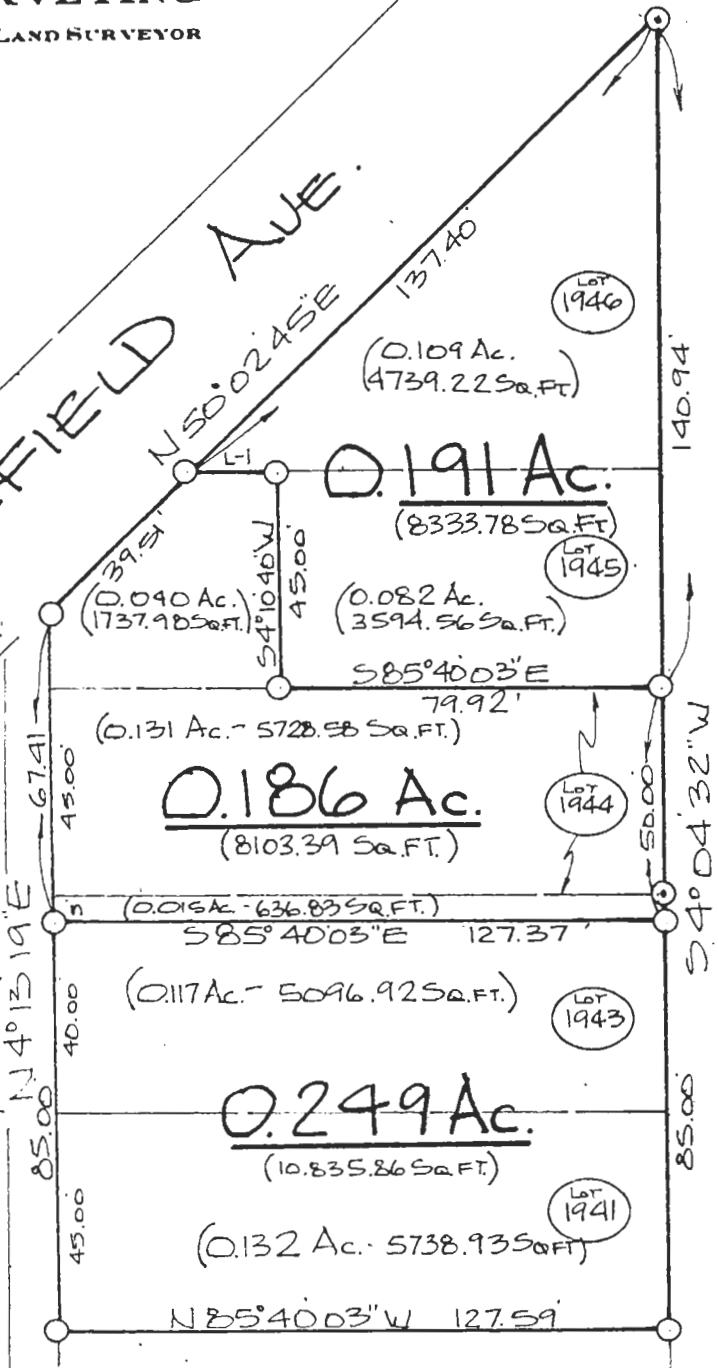 LAND SURVEYOR
AVE.
FIELD
N 50°02'45"E
137.40'
LOT
1946
(0.109 Ac.
4739.22 SQ.FT.)
140.94'
L-1
0.191 Ac.
(8333.78 SQ.FT)
39.51'
S4°10'40"W
45.00'
LOT
1945
(0.040 Ac.
1737.98 SQ.FT.)
(0.082 Ac.
3594.56 SQ.FT.)
S85°40'03"E
79.92'
(0.131 Ac.- 5728.58 SQ.FT.)
67.41
45.00'
0.186 Ac.
(8103.39 SQ.FT.)
LOT
1944
50.00'
S 4°04'32"W
N 4°13'19"E
5
(0.015Ac.-636.83 SQ.FT.)
S85°40'03"E 127.37'
(0.117 Ac.- 5096.92 SQ.FT.)
LOT
1943
40.00
85.00
0.249 Ac.
(10.835.86 SQ FT.)
85.00'
45.00
LOT
1941
(0.132 Ac.- 5738.93 SQ FT)
N85°40'03"W 127.59'